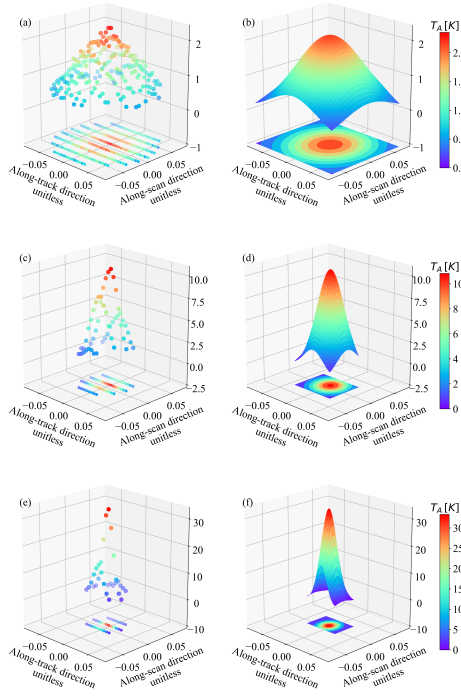 (a)
2
1
0
−1
−0.05
0.00
0.05
−0.05
0.00
0.05
Along-track direction
unitless
Along-scan direction
unitless
(b)
2
1
0
−1
−0.05
0.00
0.05
−0.05
0.00
0.05
Along-track direction
unitless
Along-scan direction
unitless
T_A [K]
2.
1.
0.
(c)
10.0
7.5
5.0
2.5
0.0
−2.5
−0.05
0.00
0.05
−0.05
0.00
0.05
Along-track direction
unitless
Along-scan direction
unitless
(d)
10.0
7.5
5.0
2.5
0.0
−2.5
−0.05
0.00
0.05
−0.05
0.00
0.05
Along-track direction
unitless
Along-scan direction
unitless
T_A [K]
10
8
6
4
2
0
(e)
30
20
10
0
−10
−0.05
0.00
0.05
−0.05
0.00
0.05
Along-track direction
unitless
Along-scan direction
unitless
(f)
30
20
10
0
−10
−0.05
0.00
0.05
−0.05
0.00
0.05
Along-track direction
unitless
Along-scan direction
unitless
T_A [K]
30
25
20
15
10
5
0